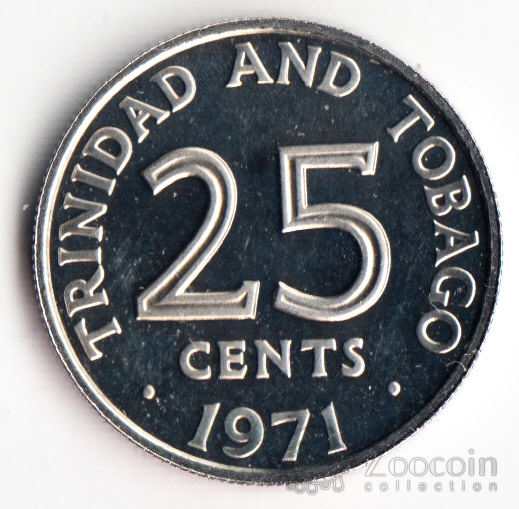 TRINIDAD AND TOBAGO
25
CENTS
· 1971 ·
Zoocoin
collection